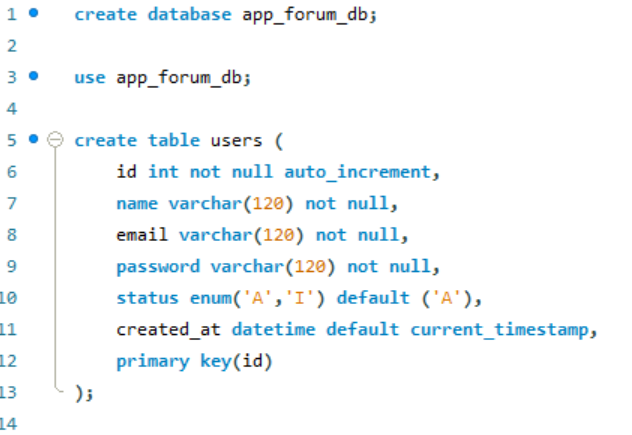 1 create database app_forum_db;
2
3 use app_forum_db;
4
5 create table users (
6 id int not null auto_increment,
7 name varchar(120) not null,
8 email varchar(120) not null,
9 password varchar(120) not null,
10 status enum('A','I') default ('A'),
11 created_at datetime default current_timestamp,
12 primary key(id)
13 );
14